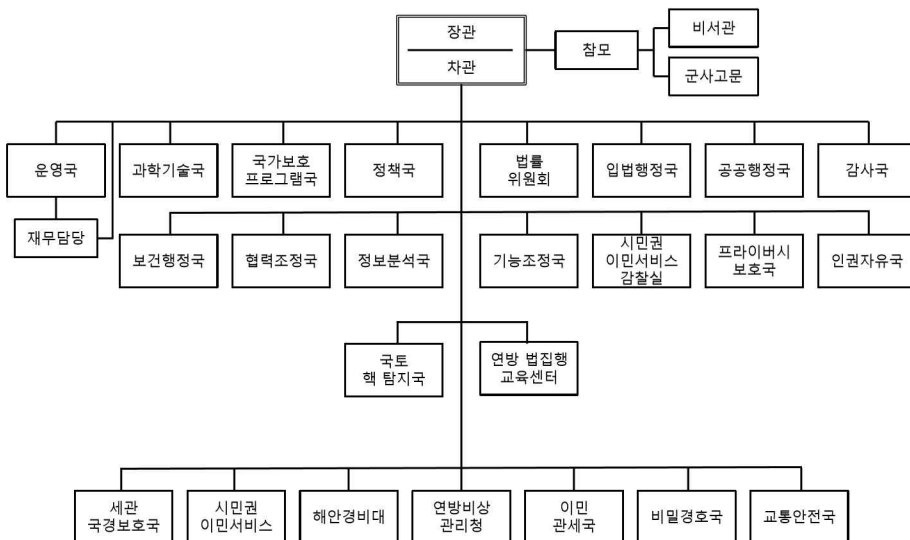 장관
차관
참모
비서관
군사고문
운영국
과학기술국
국가보호
프로그램국
정책국
법률
위원회
입법행정국
공공행정국
감사국
재무담당
보건행정국
협력조정국
정보분석국
기능조정국
시민권
이민서비스
감찰실
프라이버시
보호국
인권자유국
국토
핵 탐지국
연방 법집행
교육센터
세관
국경보호국
시민권
이민서비스
해안경비대
연방비상
관리청
이민
관세국
비밀경호국
교통안전국